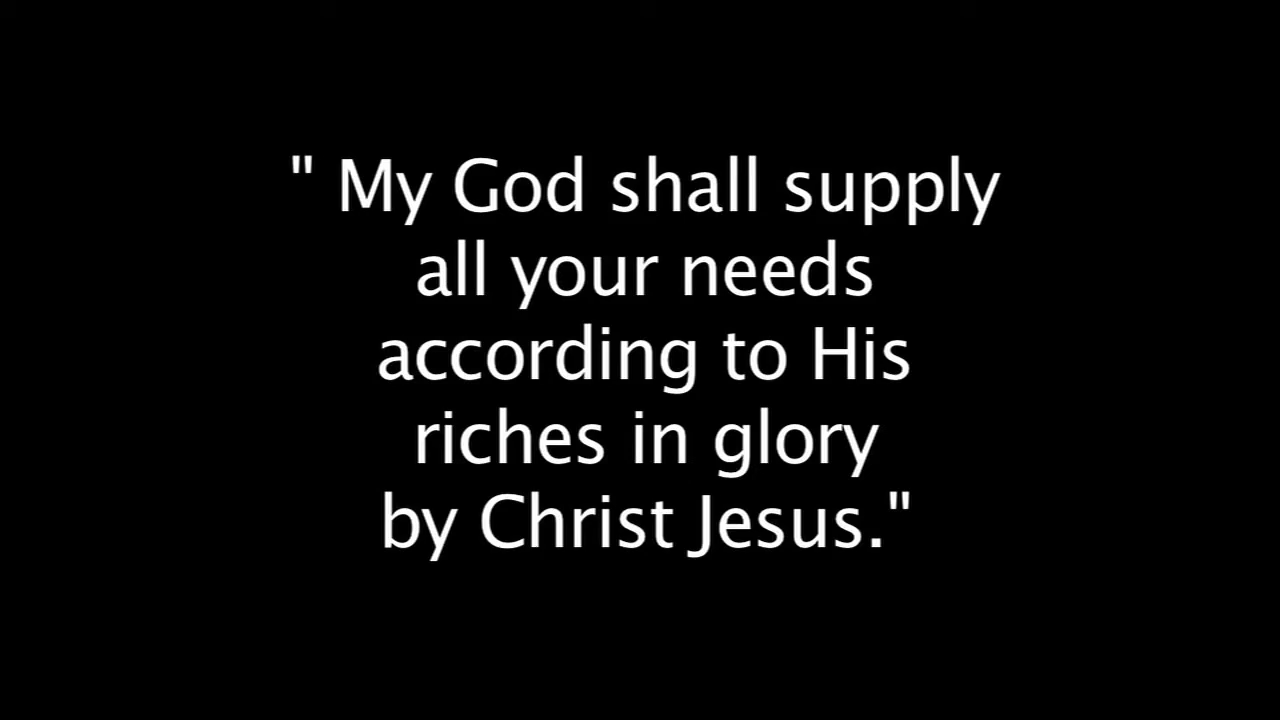 " My God shall supply
all your needs
according to His
riches in glory
by Christ Jesus."